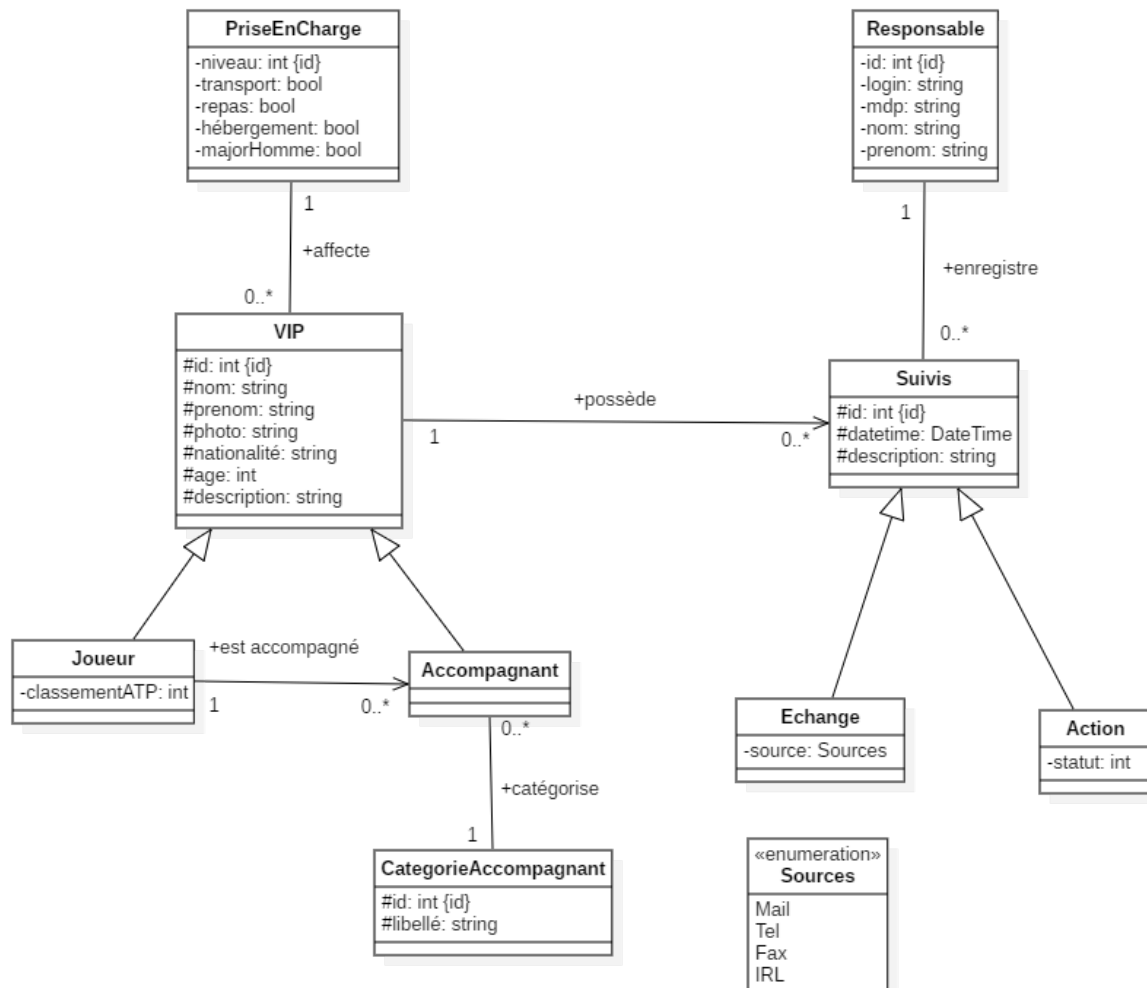 PriseEnCharge
-niveau: int {id}
-transport: bool
-repas: bool
-hébergement: bool
-majorHomme: bool
Responsable
-id: int {id}
-login: string
-mdp: string
-nom: string
-prenom: string
1
+affecte
0..*
1
+enregistre
0..*
VIP
#id: int {id}
#nom: string
#prenom: string
#photo: string
#nationalité: string
#age: int
#description: string
+possède
1
0..*
Suivis
#id: int {id}
#datetime: DateTime
#description: string
Joueur
-classementATP: int
+est accompagné
1
0..*
Accompagnant
0..*
+catégorise
1
CategorieAccompagnant
#id: int {id}
#libellé: string
Echange
-source: Sources
Action
-statut: int
«enumeration»
Sources
Mail
Tel
Fax
IRL